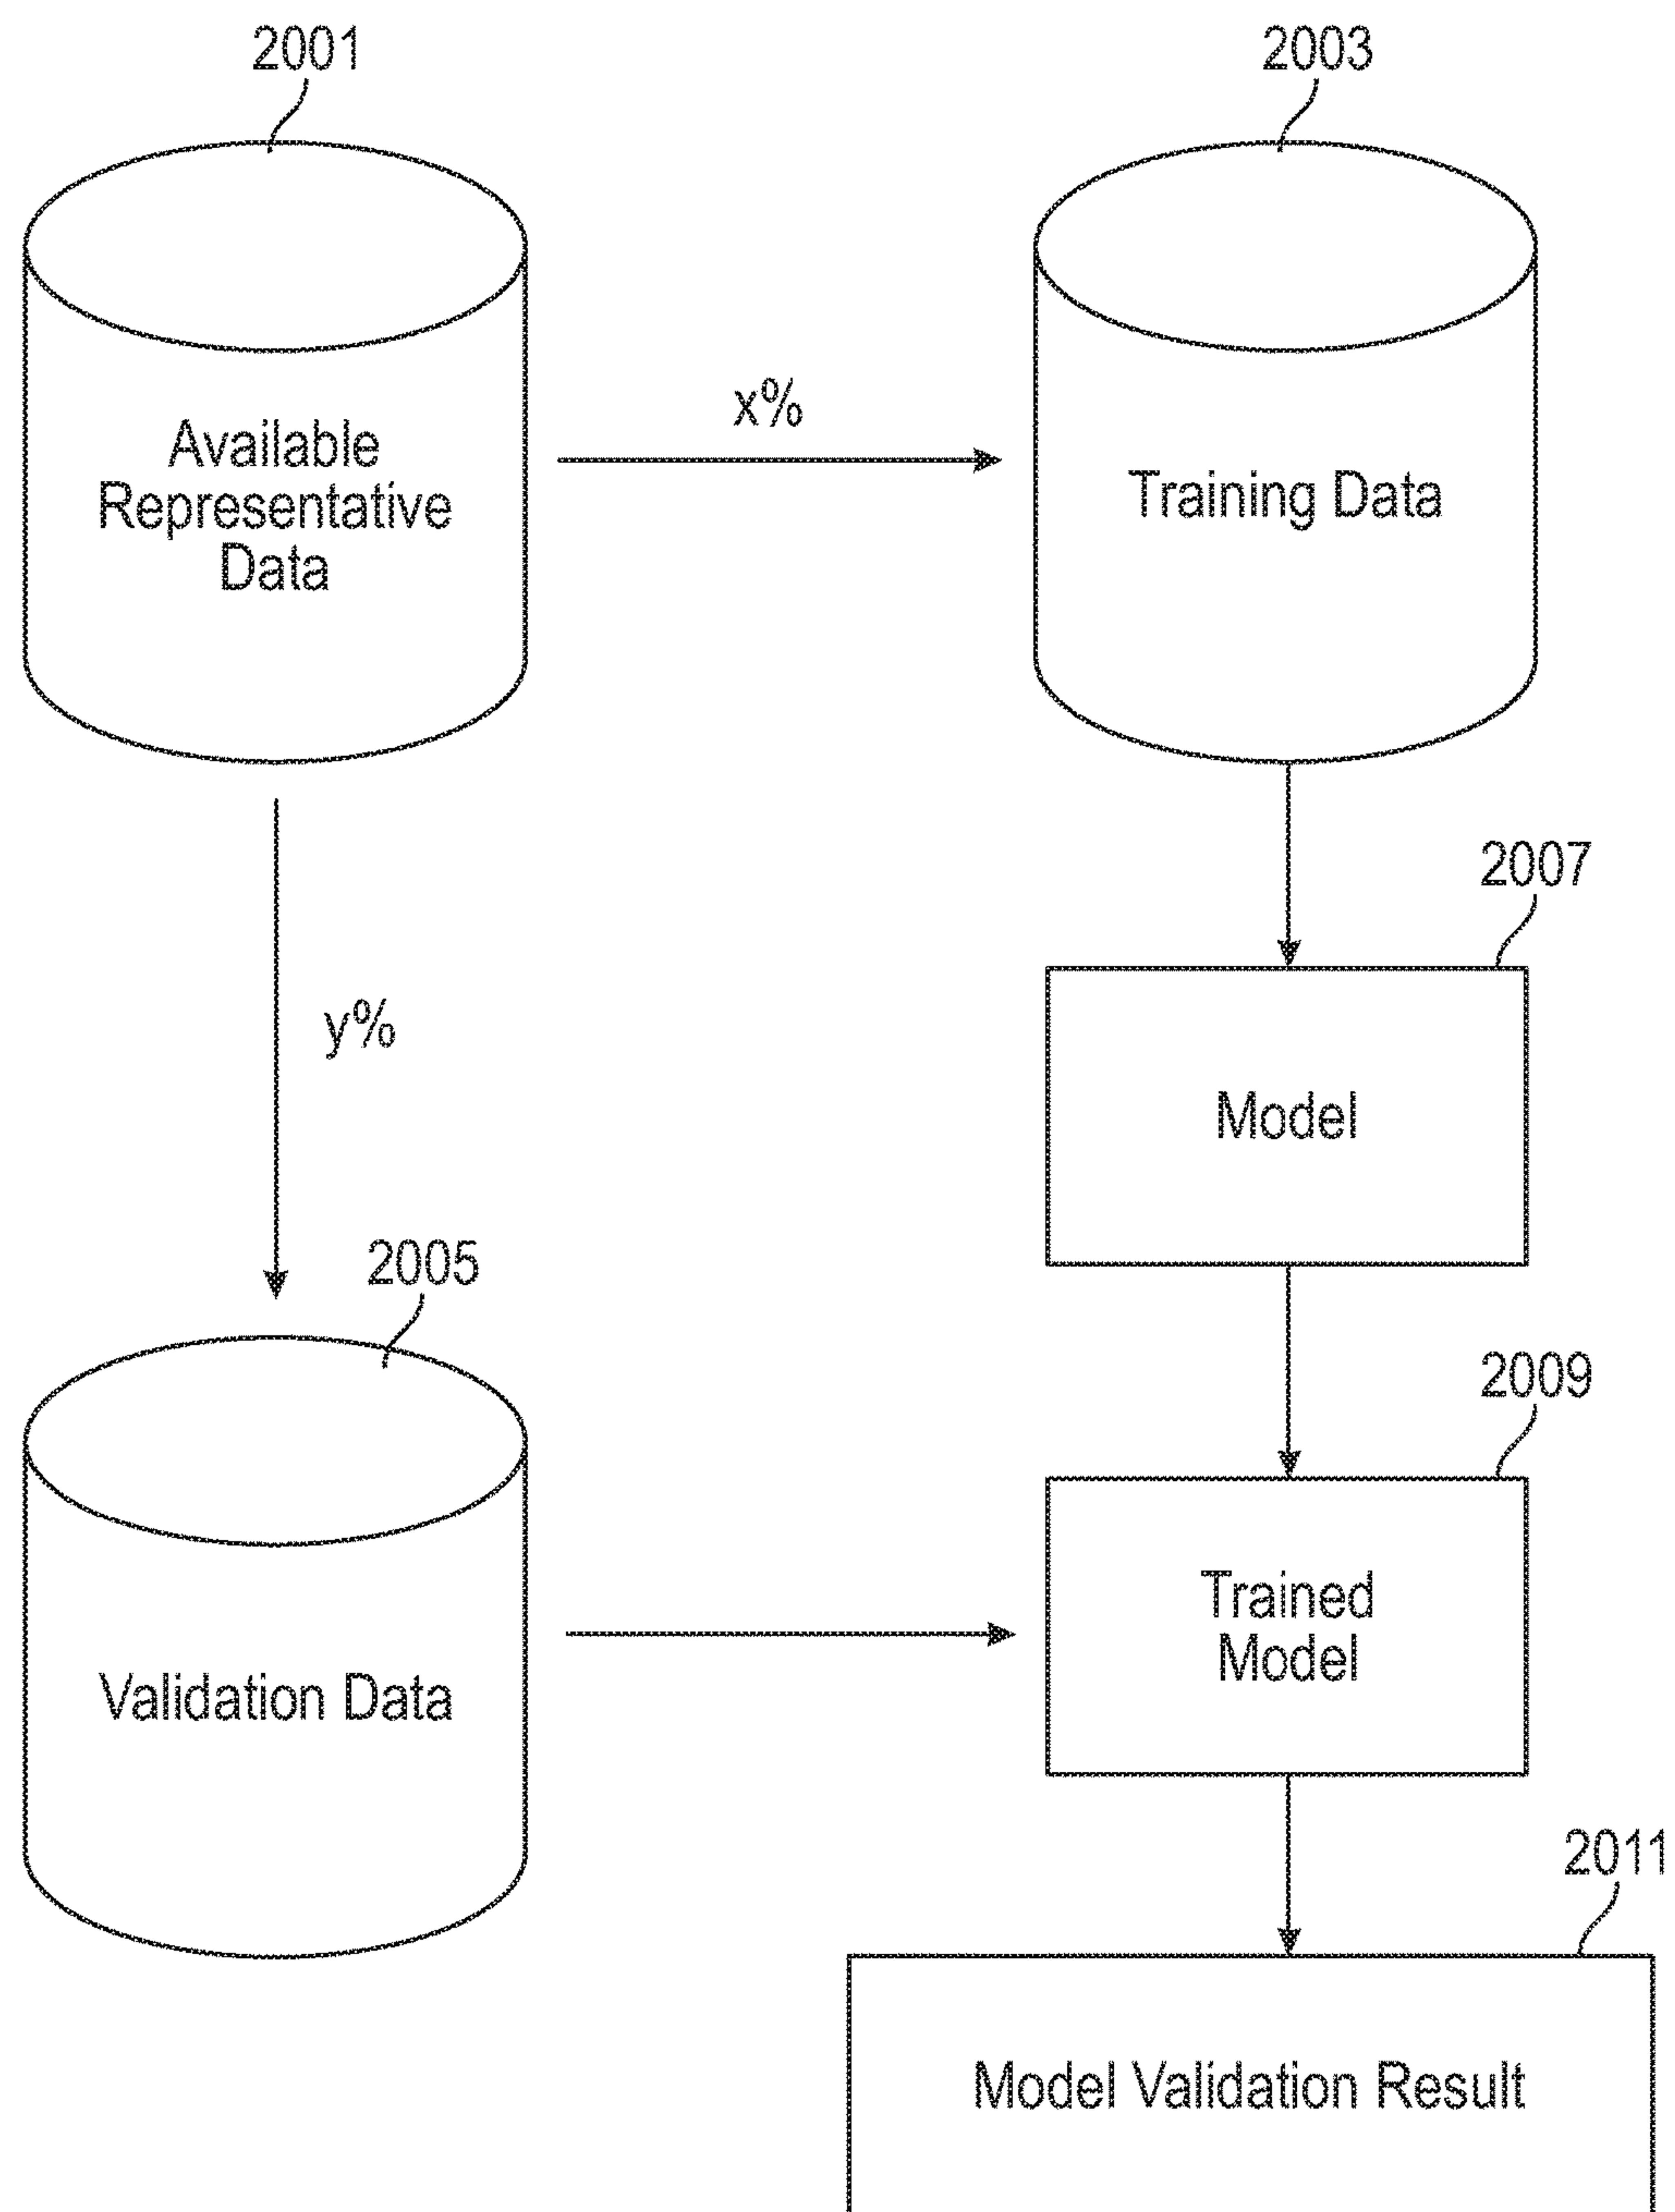 2001
2003
Available
Representative
Data
x%
Training Data
2007
y%
Model
2005
2009
Trained
Model
Validation Data
2011
Model Validation Result